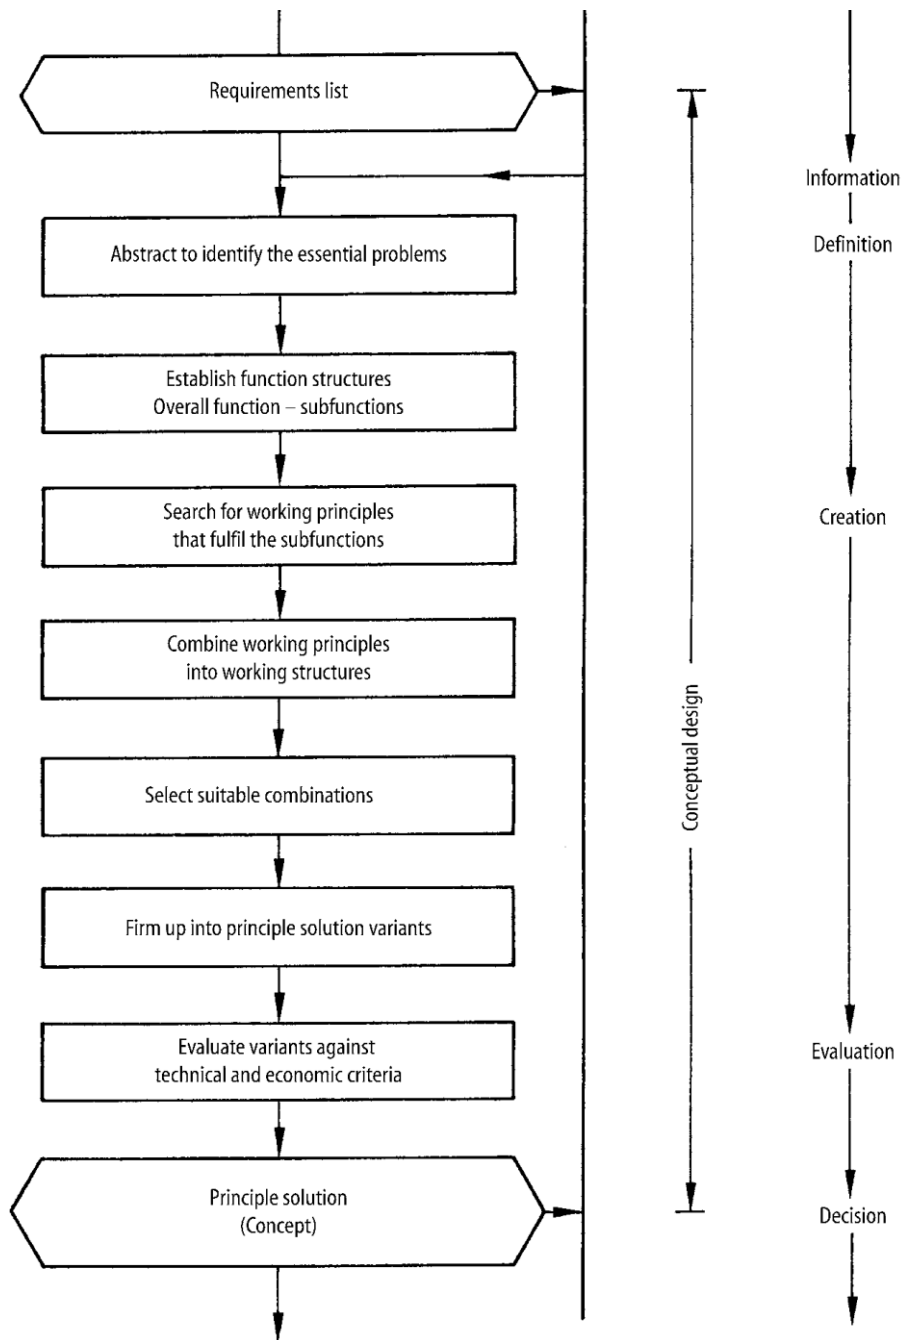 Requirements list
Information
Abstract to identify the essential problems
Definition
Establish function structures
Overall function – subfunctions
Search for working principles
that fulfil the subfunctions
Creation
Combine working principles
into working structures
Conceptual design
Select suitable combinations
Firm up into principle solution variants
Evaluate variants against
technical and economic criteria
Evaluation
Principle solution
(Concept)
Decision